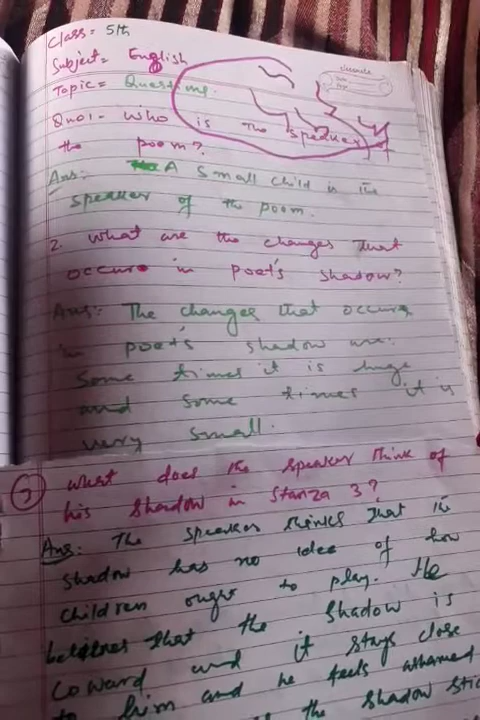 Class = 5th
Subject = English
Topic = Questions.
Quo1 - Who is the speaker
the poem?
Ans: A small child is the
speaker of the poem.
2. What are the changes that
occurs in poet's shadow?
Ans: The changes that occurs
in poet's shadow are:
Some times it is huge
and some times it is
very small.
3 What does the speaker think of
his shadow in Stanza 3?
Ans: The speaker thinks that the
shadow has no idea of how
children ought to play. He
believes that the shadow is
coward and it stays close
to him and he feels ashamed
the shadow